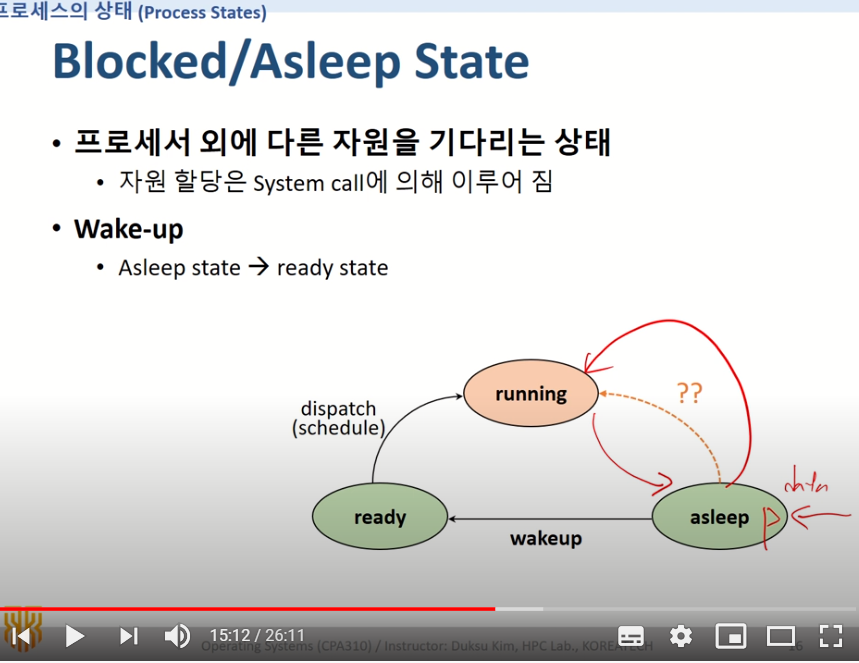 프로세스의 상태 (Process States)
Blocked/Asleep State
• 프로세서 외에 다른 자원을 기다리는 상태
• 자원 할당은 System call에 의해 이루어 짐
• Wake-up
• Asleep state → ready state
running
??
dispatch
(schedule)
data
ready
asleep
P
wakeup
15:12 / 26:11
Operating Systems (CPA310) / Instructor: Duksu Kim, HPC Lab., KOREATECH
16